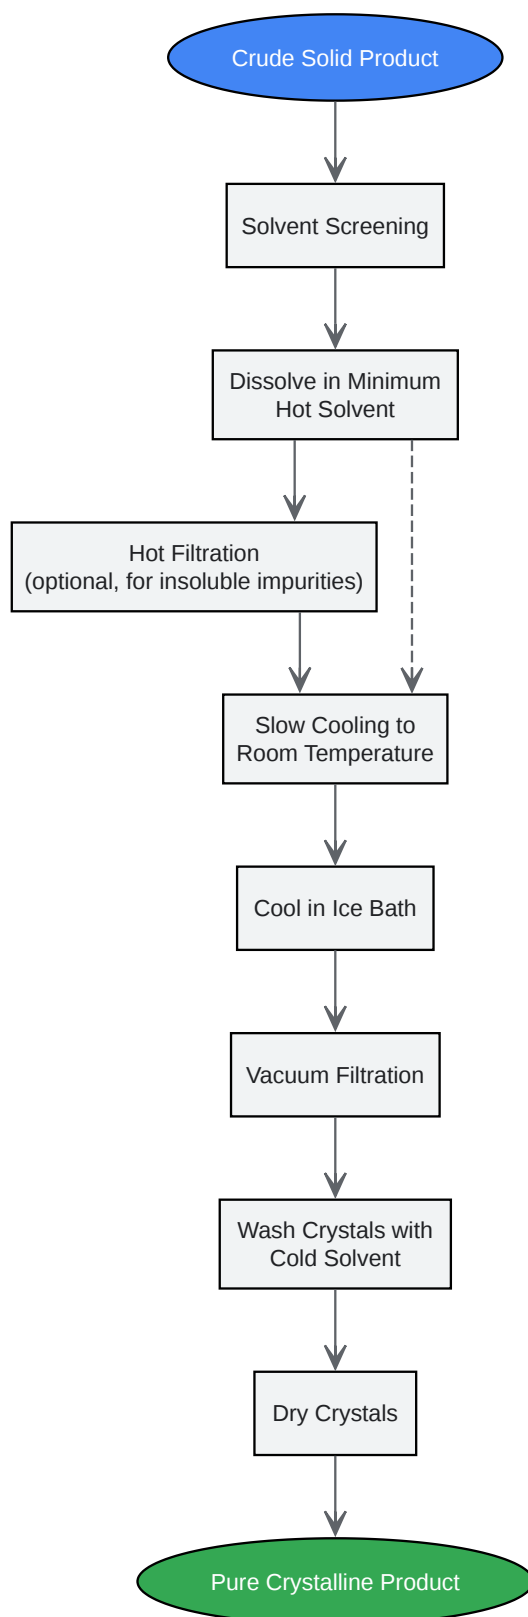 Crude Solid Product
Solvent Screening
Dissolve in Minimum
Hot Solvent
Hot Filtration
(optional, for insoluble impurities)
Slow Cooling to
Room Temperature
Cool in Ice Bath
Vacuum Filtration
Wash Crystals with
Cold Solvent
Dry Crystals
Pure Crystalline Product